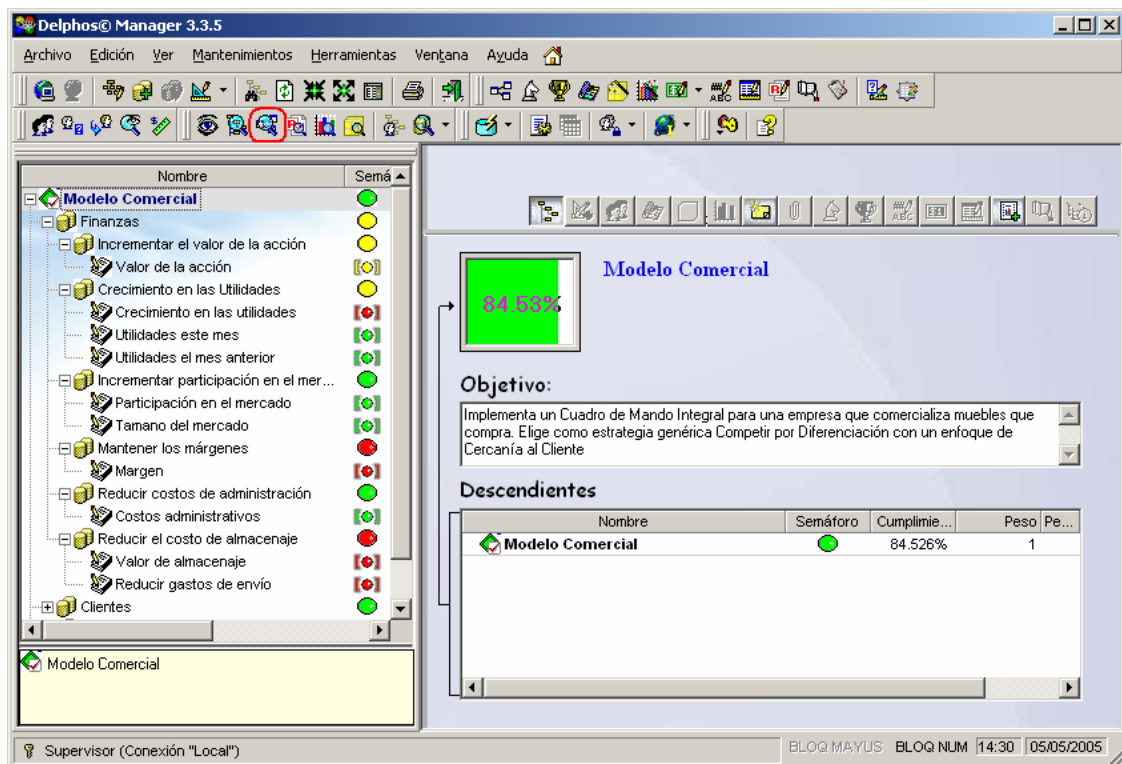 Delphos© Manager 3.3.5
Archivo Edición Ver Mantenimientos Herramientas Ventana Ayuda
Nombre Semá
Modelo Comercial
Finanzas
Incrementar el valor de la acción
Valor de la acción
Crecimiento en las Utilidades
Crecimiento en las utilidades
Utilidades este mes
Utilidades el mes anterior
Incrementar participación en el mer...
Participación en el mercado
Tamano del mercado
Mantener los márgenes
Margen
Reducir costos de administración
Costos administrativos
Reducir el costo de almacenaje
Valor de almacenaje
Reducir gastos de envío
Clientes
Modelo Comercial
84.53%
Modelo Comercial
Objetivo:
Implementa un Cuadro de Mando Integral para una empresa que comercializa muebles que
compra. Elige como estrategia genérica Competir por Diferenciación con un enfoque de
Cercanía al Cliente
Descendientes
Nombre Semáforo Cumplimie... Peso Pe...
Modelo Comercial 84.526% 1
Supervisor (Conexión "Local") BLOQ MAYUS BLOQ NUM 14:30 05/05/2005